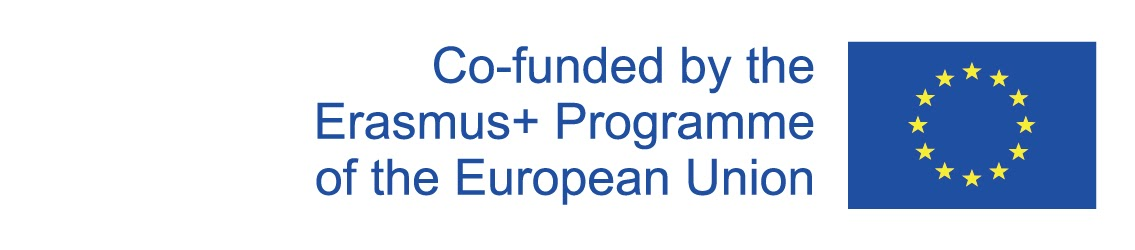 Co-funded by the
Erasmus+ Programme
of the European Union